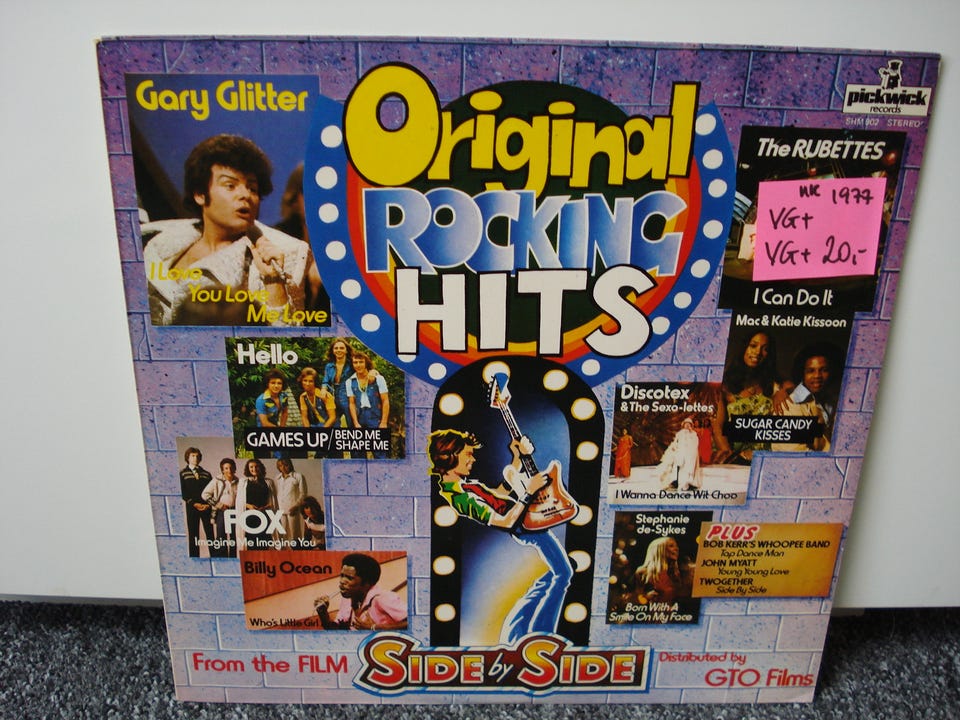 Gary Glitter
I Love
You Love
Me Love
Original
ROCKING
HITS
pickwick
records
SHM 902 STEREO
The RUBETTES
UK 1977
VG+
VG+ 20,-
I Can Do It
Mac & Katie Kissoon
SUGAR CANDY
KISSES
Hello
GAMES UP/BEND ME
SHAPE ME
Discotex
& The Sexo-lettes
I Wanna Dance Wit Choo
FOX
Imagine Me Imagine You
Stephanie
de-Sykes
Born With A
Smile On My Face
PLUS
BOB KERR'S WHOOPEE BAND
Tap Dance Man
JOHN MYATT
Young Young Love
TWOGETHER
Side By Side
Billy Ocean
Who's Little Girl Are You
From the FILM
SIDE by SIDE
Distributed by
GTO Films